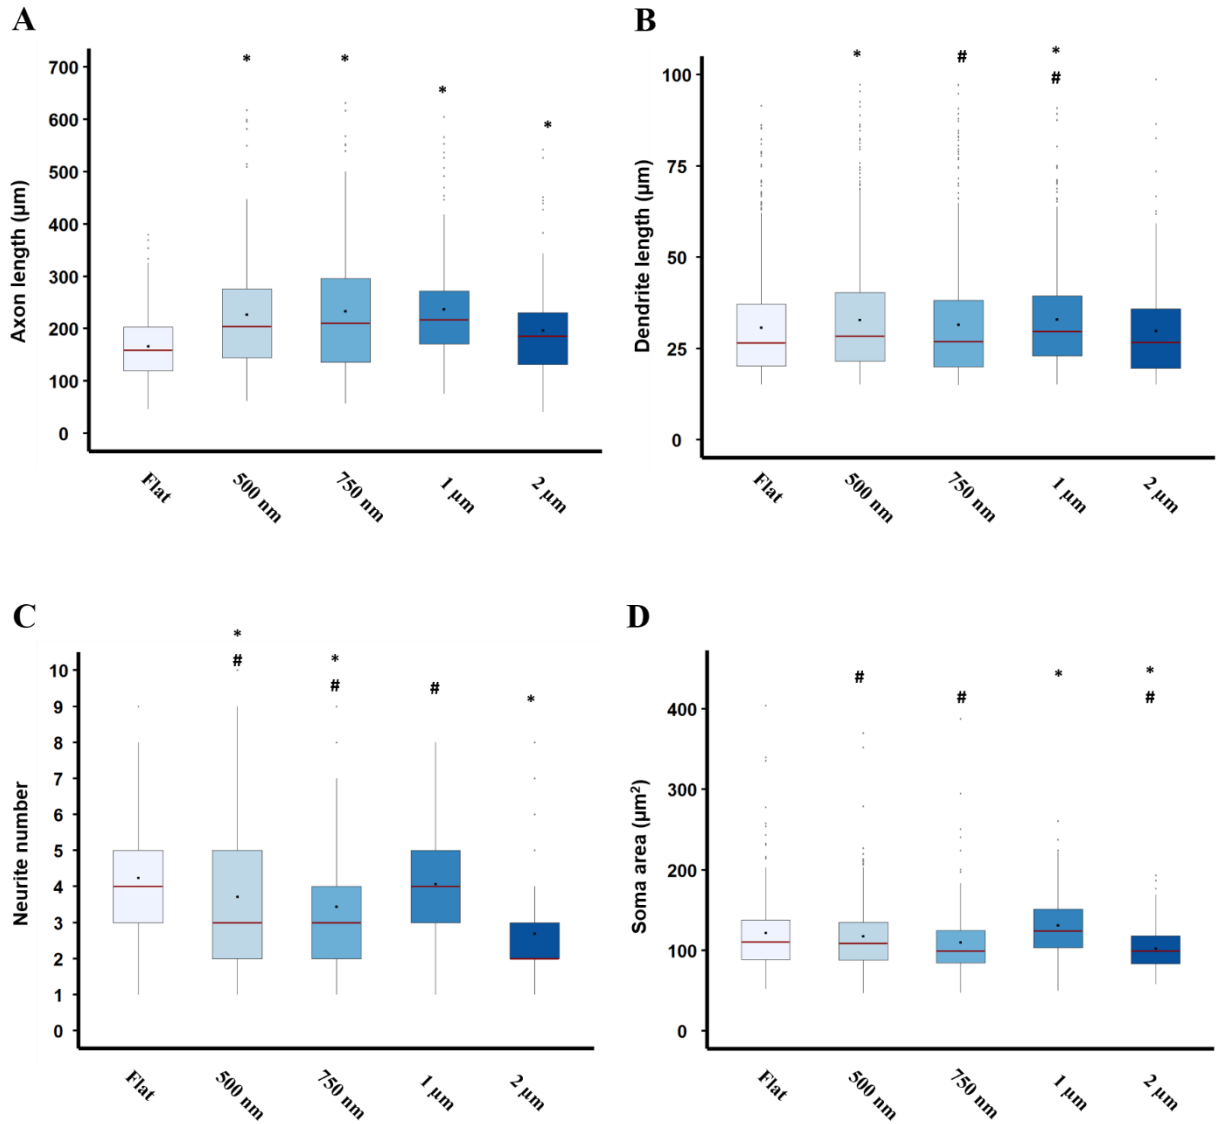 A
Axon length (µm)
700
600
500
400
300
200
100
0
* * * *
Flat 500 nm 750 nm 1 µm 2 µm
B
Dendrite length (µm)
100
75
50
25
0
* # *
#
Flat 500 nm 750 nm 1 µm 2 µm
C
Neurite number
10
9
8
7
6
5
4
3
2
1
0
* * # *
# #
Flat 500 nm 750 nm 1 µm 2 µm
D
Soma area (µm²)
400
300
200
100
0
# # * *
#
Flat 500 nm 750 nm 1 µm 2 µm